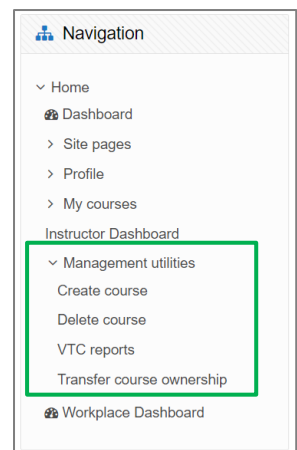 Navigation
Home
Dashboard
Site pages
Profile
My courses
Instructor Dashboard
Management utilities
Create course
Delete course
VTC reports
Transfer course ownership
Workplace Dashboard